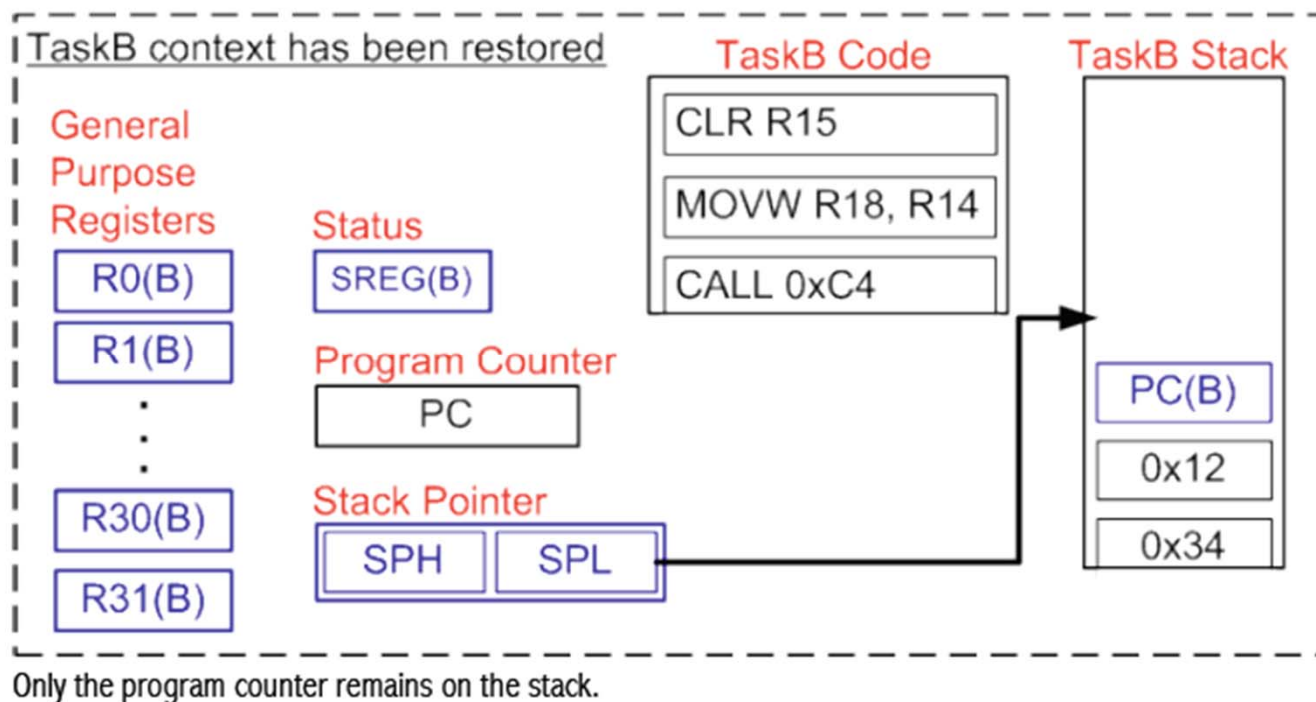 TaskB context has been restored
TaskB Code
TaskB Stack
General
Purpose
Registers
R0(B)
R1(B)
R30(B)
R31(B)
Status
SREG(B)
Program Counter
PC
Stack Pointer
SPH SPL
CLR R15
MOVW R18, R14
CALL 0xC4
PC(B)
0x12
0x34
Only the program counter remains on the stack.